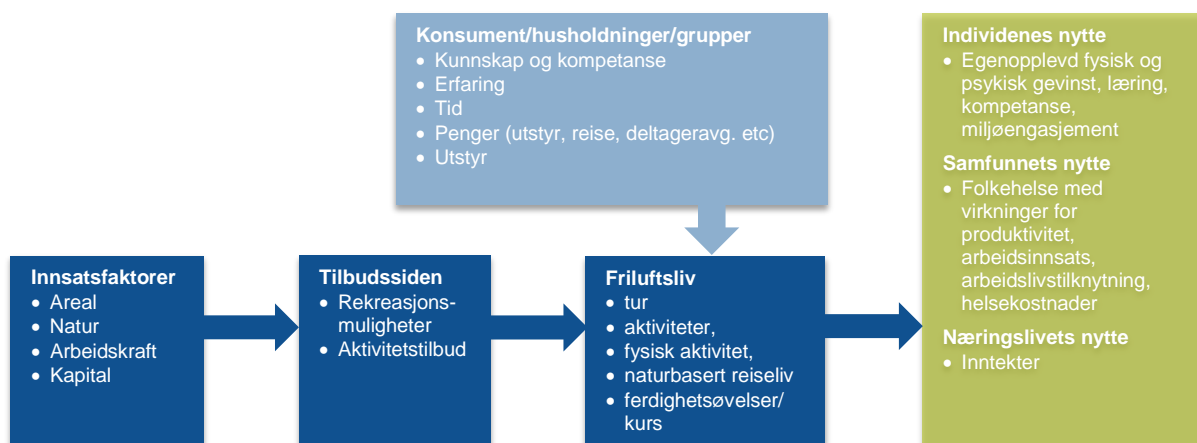 Konsument/husholdninger/grupper
• Kunnskap og kompetanse
• Erfaring
• Tid
• Penger (utstyr, reise, deltageravg. etc)
• Utstyr
Innsatsfaktorer
• Areal
• Natur
• Arbeidskraft
• Kapital
Tilbudssiden
• Rekreasjons-
muligheter
• Aktivitetstilbud
Friluftsliv
• tur
• aktiviteter,
• fysisk aktivitet,
• naturbasert reiseliv
• ferdighetsøvelser/
kurs
Individenes nytte
• Egenopplevd fysisk og
psykisk gevinst, læring,
kompetanse,
miljøengasjement
Samfunnets nytte
• Folkehelse med
virkninger for
produktivitet,
arbeidsinnsats,
arbeidslivstilknytning,
helsekostnader
Næringslivets nytte
• Inntekter